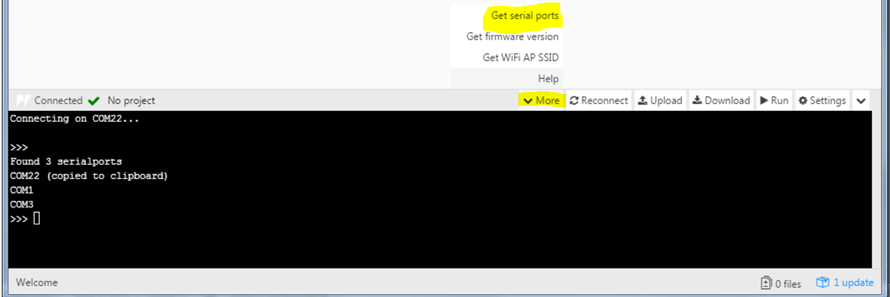 Get serial ports
Get firmware version
Get WiFi AP SSID
Help
Connected No project More Reconnect Upload Download Run Settings
Connecting on COM22...
>>>
Found 3 serialports
COM22 (copied to clipboard)
COM1
COM3
>>>
Welcome 0 files 1 update